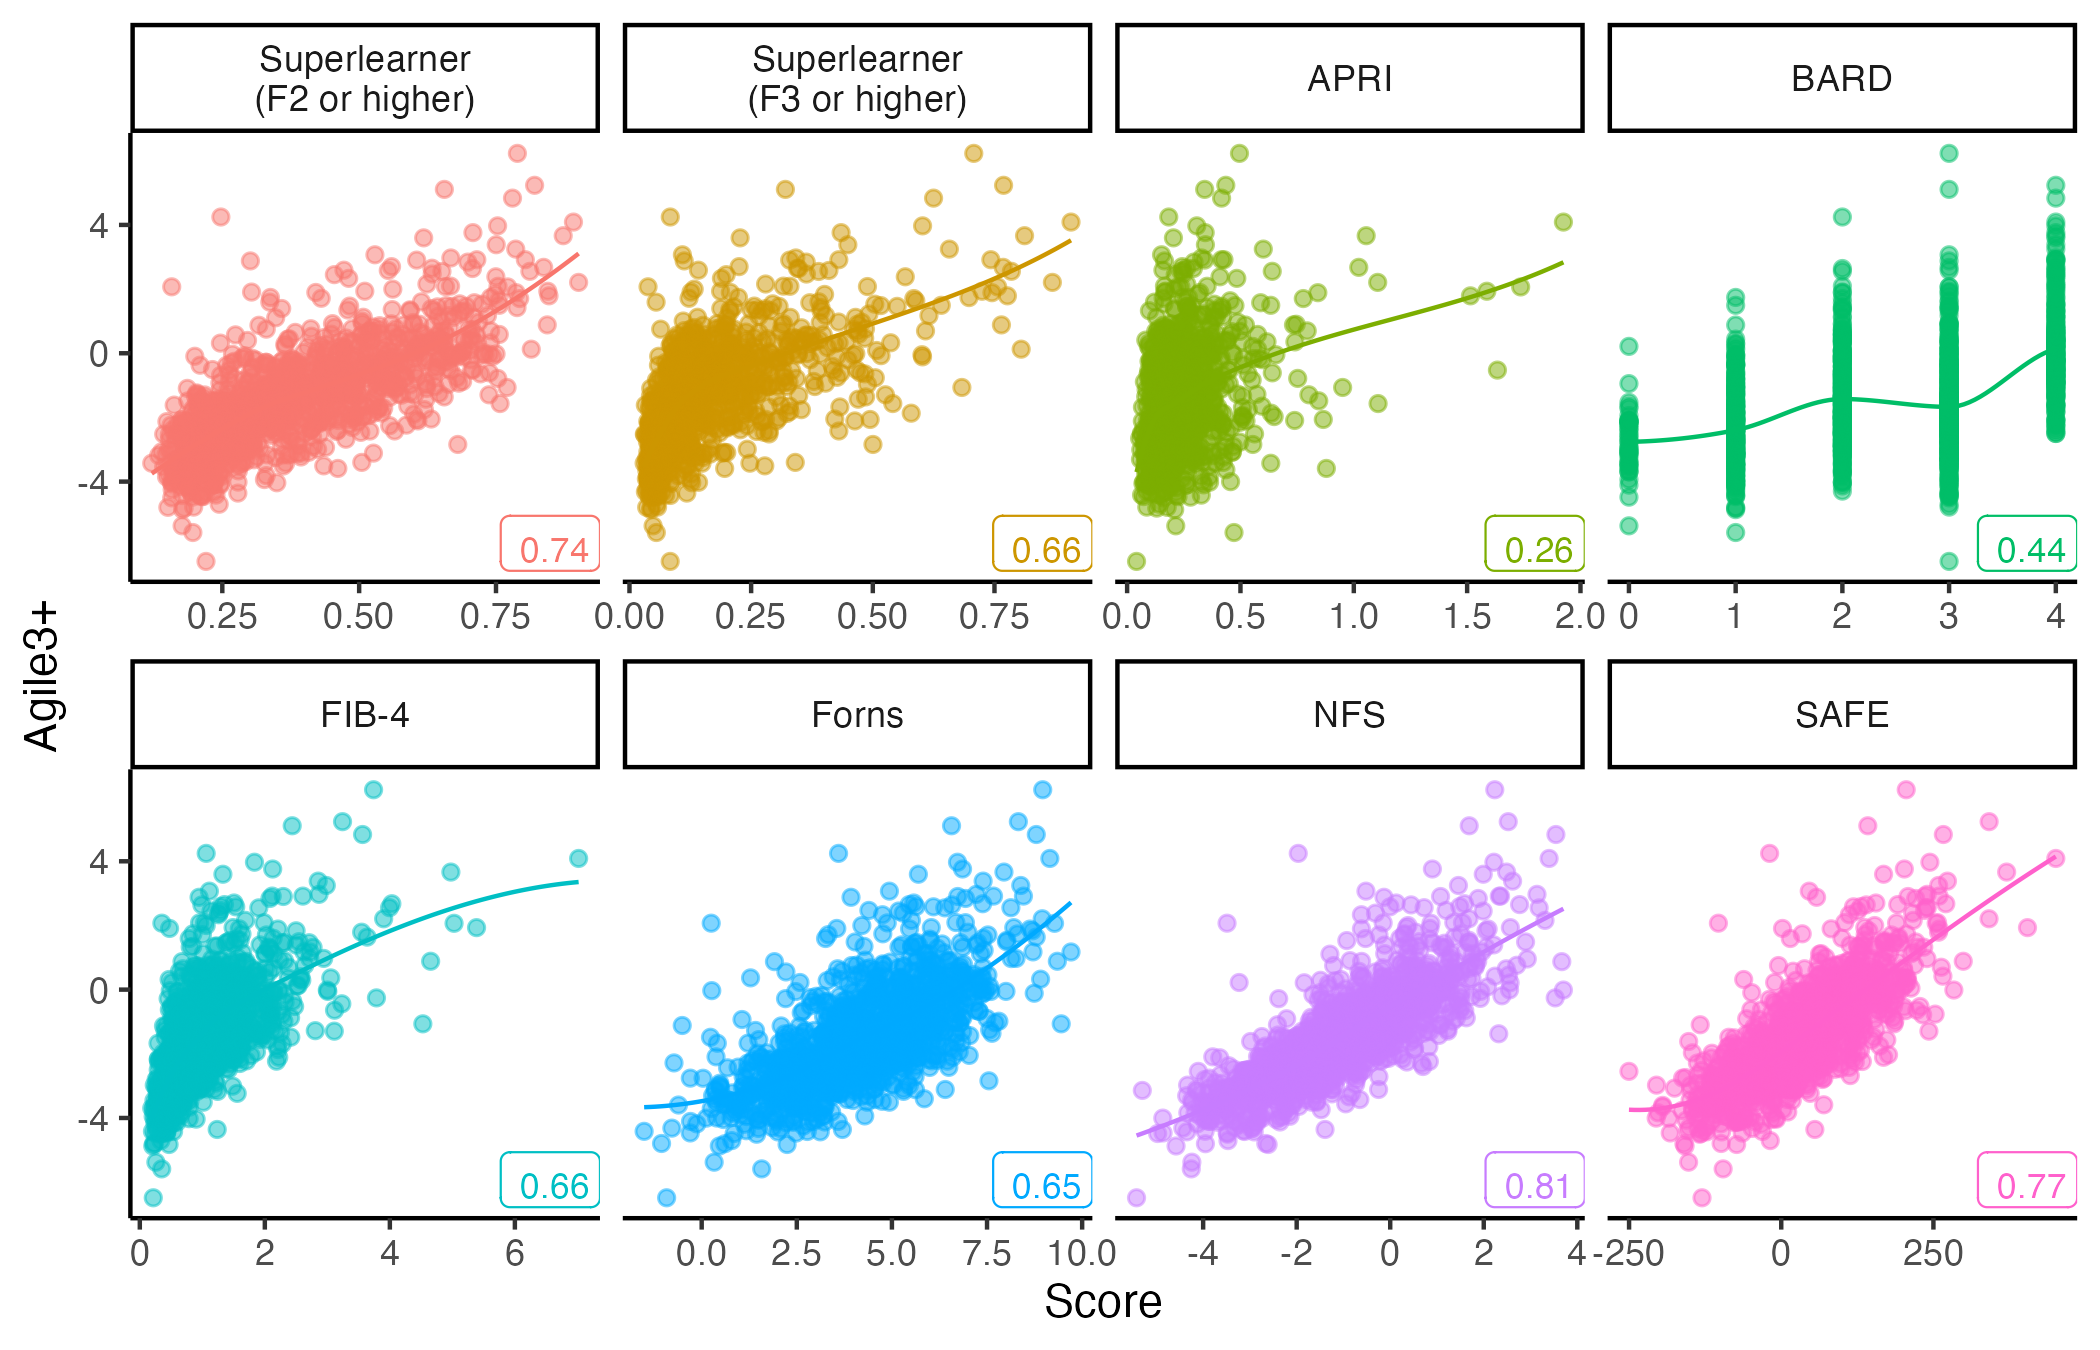 Superlearner
(F2 or higher)
Superlearner
(F3 or higher)
APRI
BARD
4
0
-4
0.74
0.66
0.26
0.44
0.25 0.50 0.75
0.00 0.25 0.50 0.75
0.0 0.5 1.0 1.5 2.0
0 1 2 3 4
Agile3+
FIB-4
Forns
NFS
SAFE
4
0
-4
0.66
0.65
0.81
0.77
0 2 4 6
0.0 2.5 5.0 7.5 10.0
-4 -2 0 2 4
-250 0 250
Score